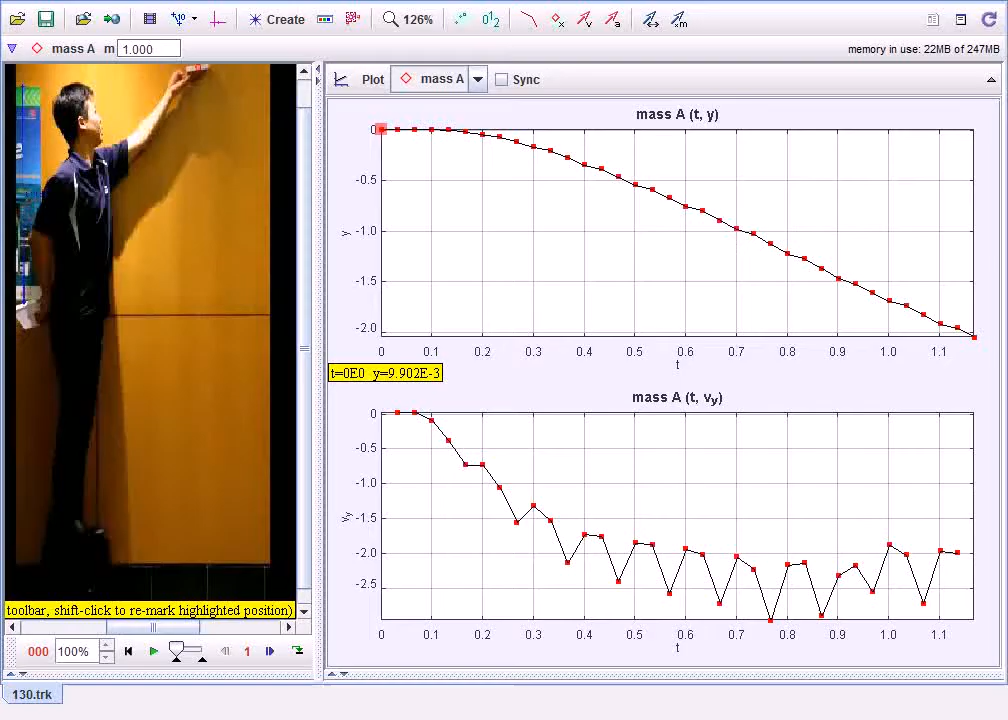 Create 126%
mass A m 1.000 memory in use: 22MB of 247MB
Plot mass A Sync
mass A (t, y)
0
-0.5
-1.0
y
-1.5
-2.0
0 0.1 0.2 0.3 0.4 0.5 0.6 0.7 0.8 0.9 1.0 1.1
t
t=0E0 y=9.902E-3
mass A (t, vy)
0
-0.5
-1.0
-1.5
vy
-2.0
-2.5
0 0.1 0.2 0.3 0.4 0.5 0.6 0.7 0.8 0.9 1.0 1.1
t
toolbar, shift-click to re-mark highlighted position)
000 100% 1
130.trk